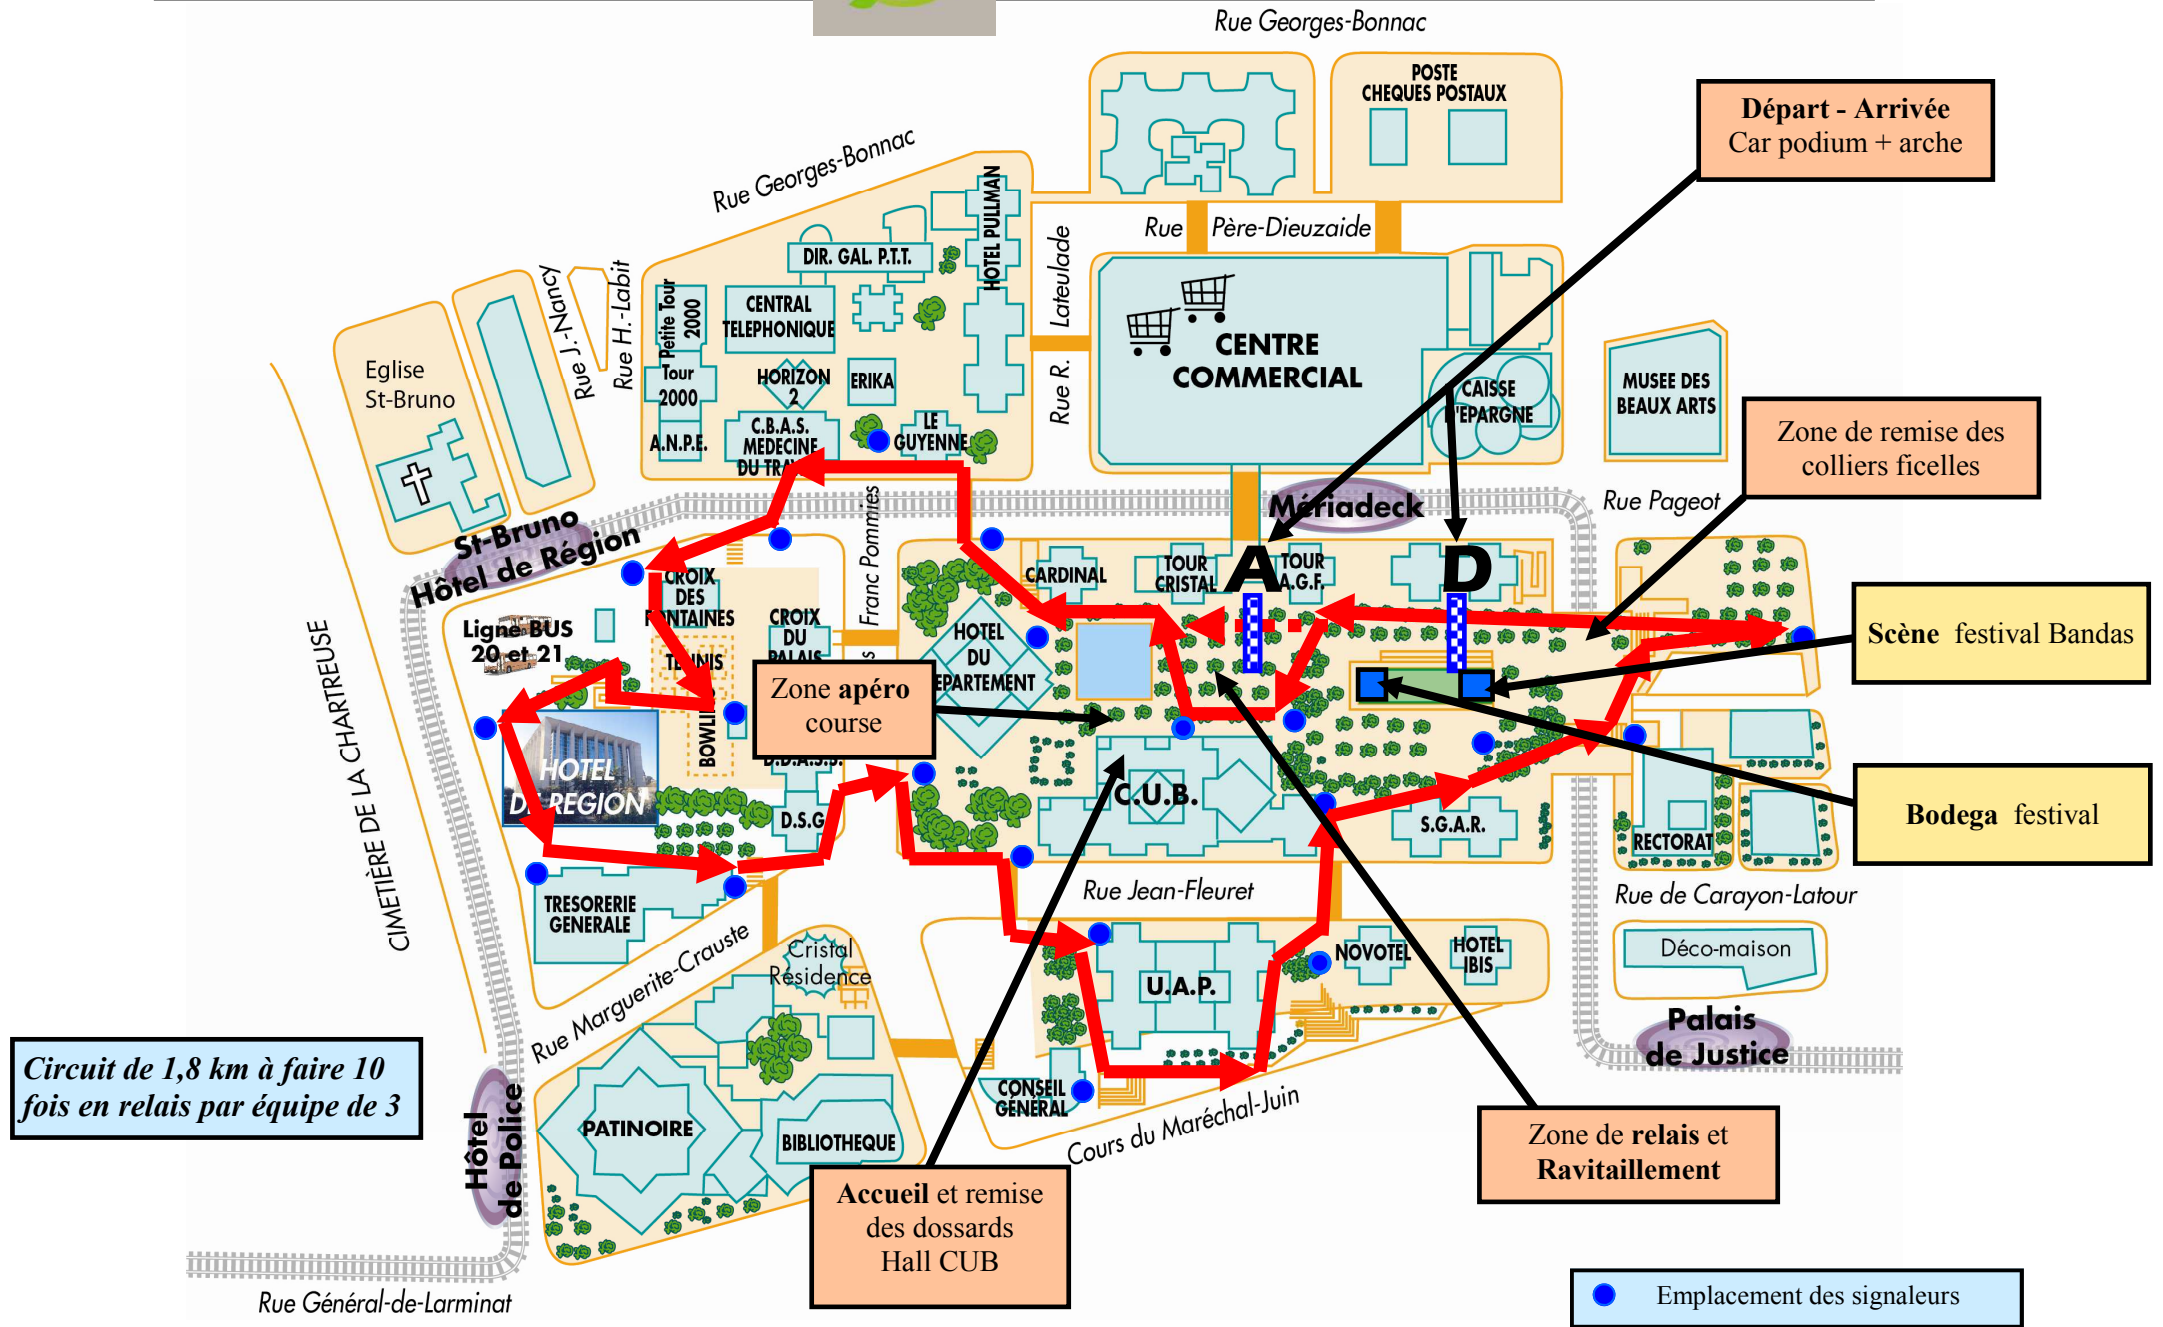 Rue Georges-Bonnac
POSTE
CHEQUES POSTAUX
Départ - Arrivée
Car podium + arche
Rue Georges-Bonnac
HOTEL PULLMAN
Rue Père-Dieuzaide
DIR. GAL. P.T.T.
Rue R. Lateulade
Rue J.-Nancy
Rue H.-Labit
Petite Tour
2000
CENTRAL
TELEPHONIQUE
CENTRE
COMMERCIAL
Eglise
St-Bruno
Tour
2000
HORIZON
2
ERIKA
CAISSE
D'EPARGNE
MUSEE DES
BEAUX ARTS
A.N.P.E.
C.B.A.S.
MEDECINE
DU TRAV
LE
GUYENNE
Zone de remise des
colliers ficelles
Rue Pageot
Mériadeck
St-Bruno
Hôtel de Région
Franc Pommies
CROIX
DES
FONTAINES
CARDINAL
TOUR
CRISTAL
A
TOUR
A.G.F.
D
Ligne BUS
20 et 21
CROIX
DU
PALAIS
TENNIS
HOTEL
DU
EPARTEMENT
Scène festival Bandas
Zone apéro
course
BOWLING
CIMETIÈRE DE LA CHARTREUSE
HOTEL
DE REGION
D.D.A.S.S.
D.S.G
C.U.B.
S.G.A.R.
RECTORAT
Bodega festival
Rue Jean-Fleuret
Rue de Carayon-Latour
TRESORERIE
GENERALE
Cristal
Résidence
U.A.P.
NOVOTEL
HOTEL
IBIS
Déco-maison
Rue Marguerite-Crauste
Palais
de Justice
Circuit de 1,8 km à faire 10
fois en relais par équipe de 3
Hôtel
de Police
PATINOIRE
BIBLIOTHEQUE
CONSEIL
GÉNÉRAL
Cours du Maréchal-Juin
Zone de relais et
Ravitaillement
Accueil et remise
des dossards
Hall CUB
Rue Général-de-Larminat
Emplacement des signaleurs